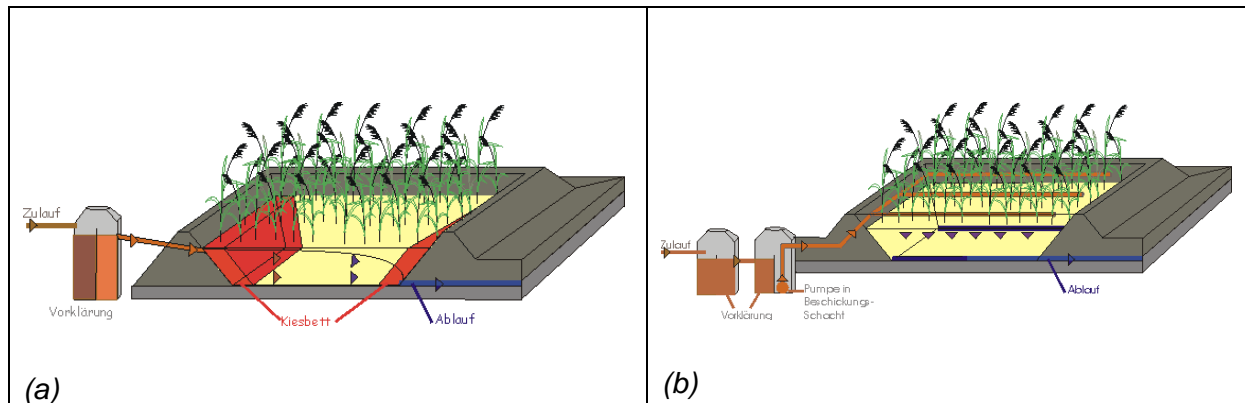 Zulauf
Vorklärung
Kiesbett
Ablauf
(a)
Zulauf
Vorklärung
Pumpe in
Beschickungs-
Schacht
Ablauf
(b)